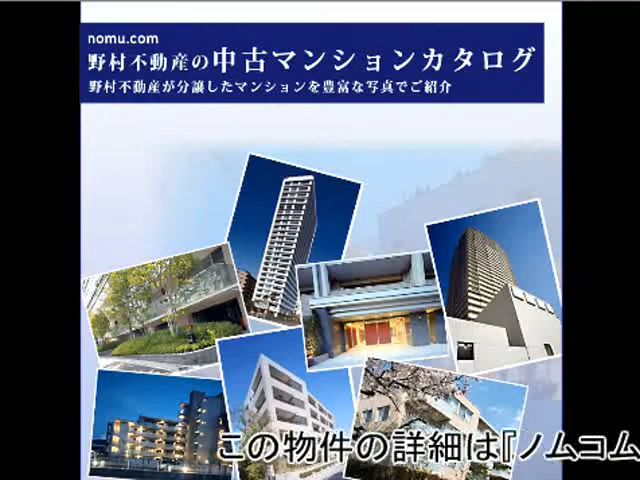 nomu.com
野村不動産の中古マンションカタログ
野村不動産が分譲したマンションを豊富な写真でご紹介
この物件の詳細は『ノムコム